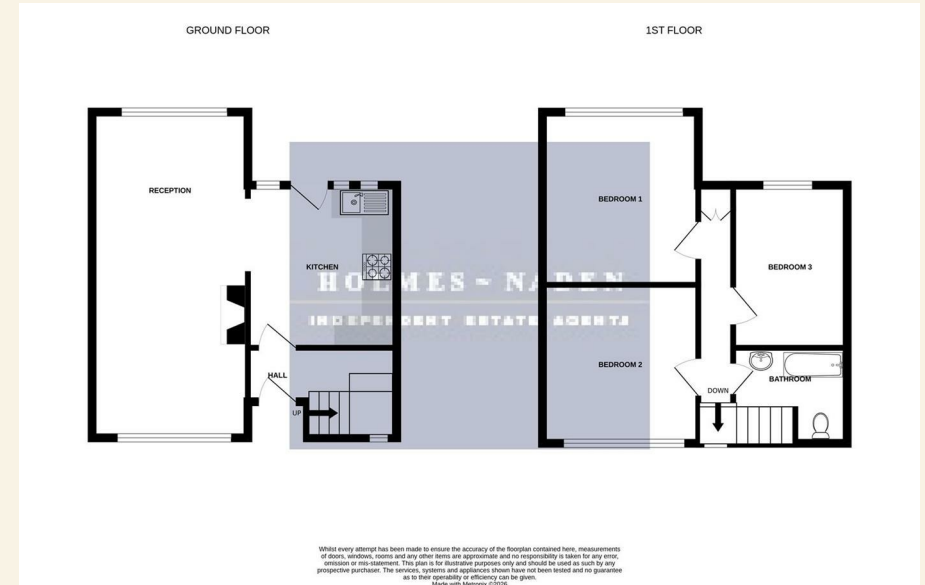 GROUND FLOOR
1ST FLOOR
RECEPTION
KITCHEN
HALL
UP
BEDROOM 1
BEDROOM 2
BEDROOM 3
BATHROOM
DOWN
HOLMES - NADEN
INDEPENDENT ESTATE AGENTS
Whilst every attempt has been made to ensure the accuracy of the floorplan contained here, measurements
of doors, windows, rooms and any other items are approximate and no responsibility is taken for any error,
omission or mis-statement. This plan is for illustrative purposes only and should be used as such by any
prospective purchaser. The services, systems and appliances shown have not been tested and no guarantee
as to their operability or efficiency can be given.
Made with Metropix ©2026